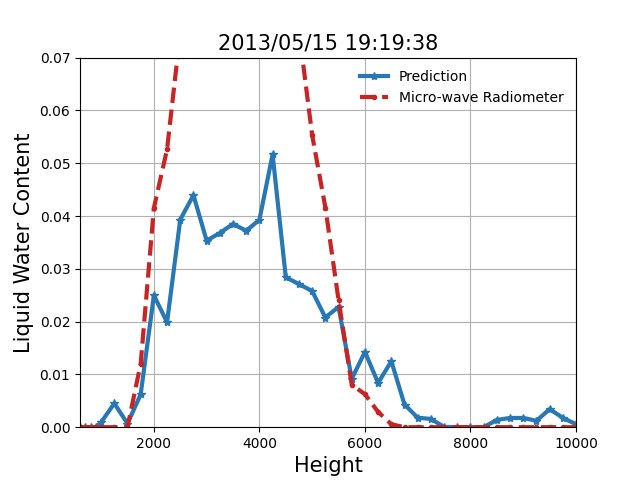 2013/05/15 19:19:38
Prediction
Micro-wave Radiometer
Liquid Water Content
0.07
0.06
0.05
0.04
0.03
0.02
0.01
0.00
2000 4000 6000 8000 10000
Height